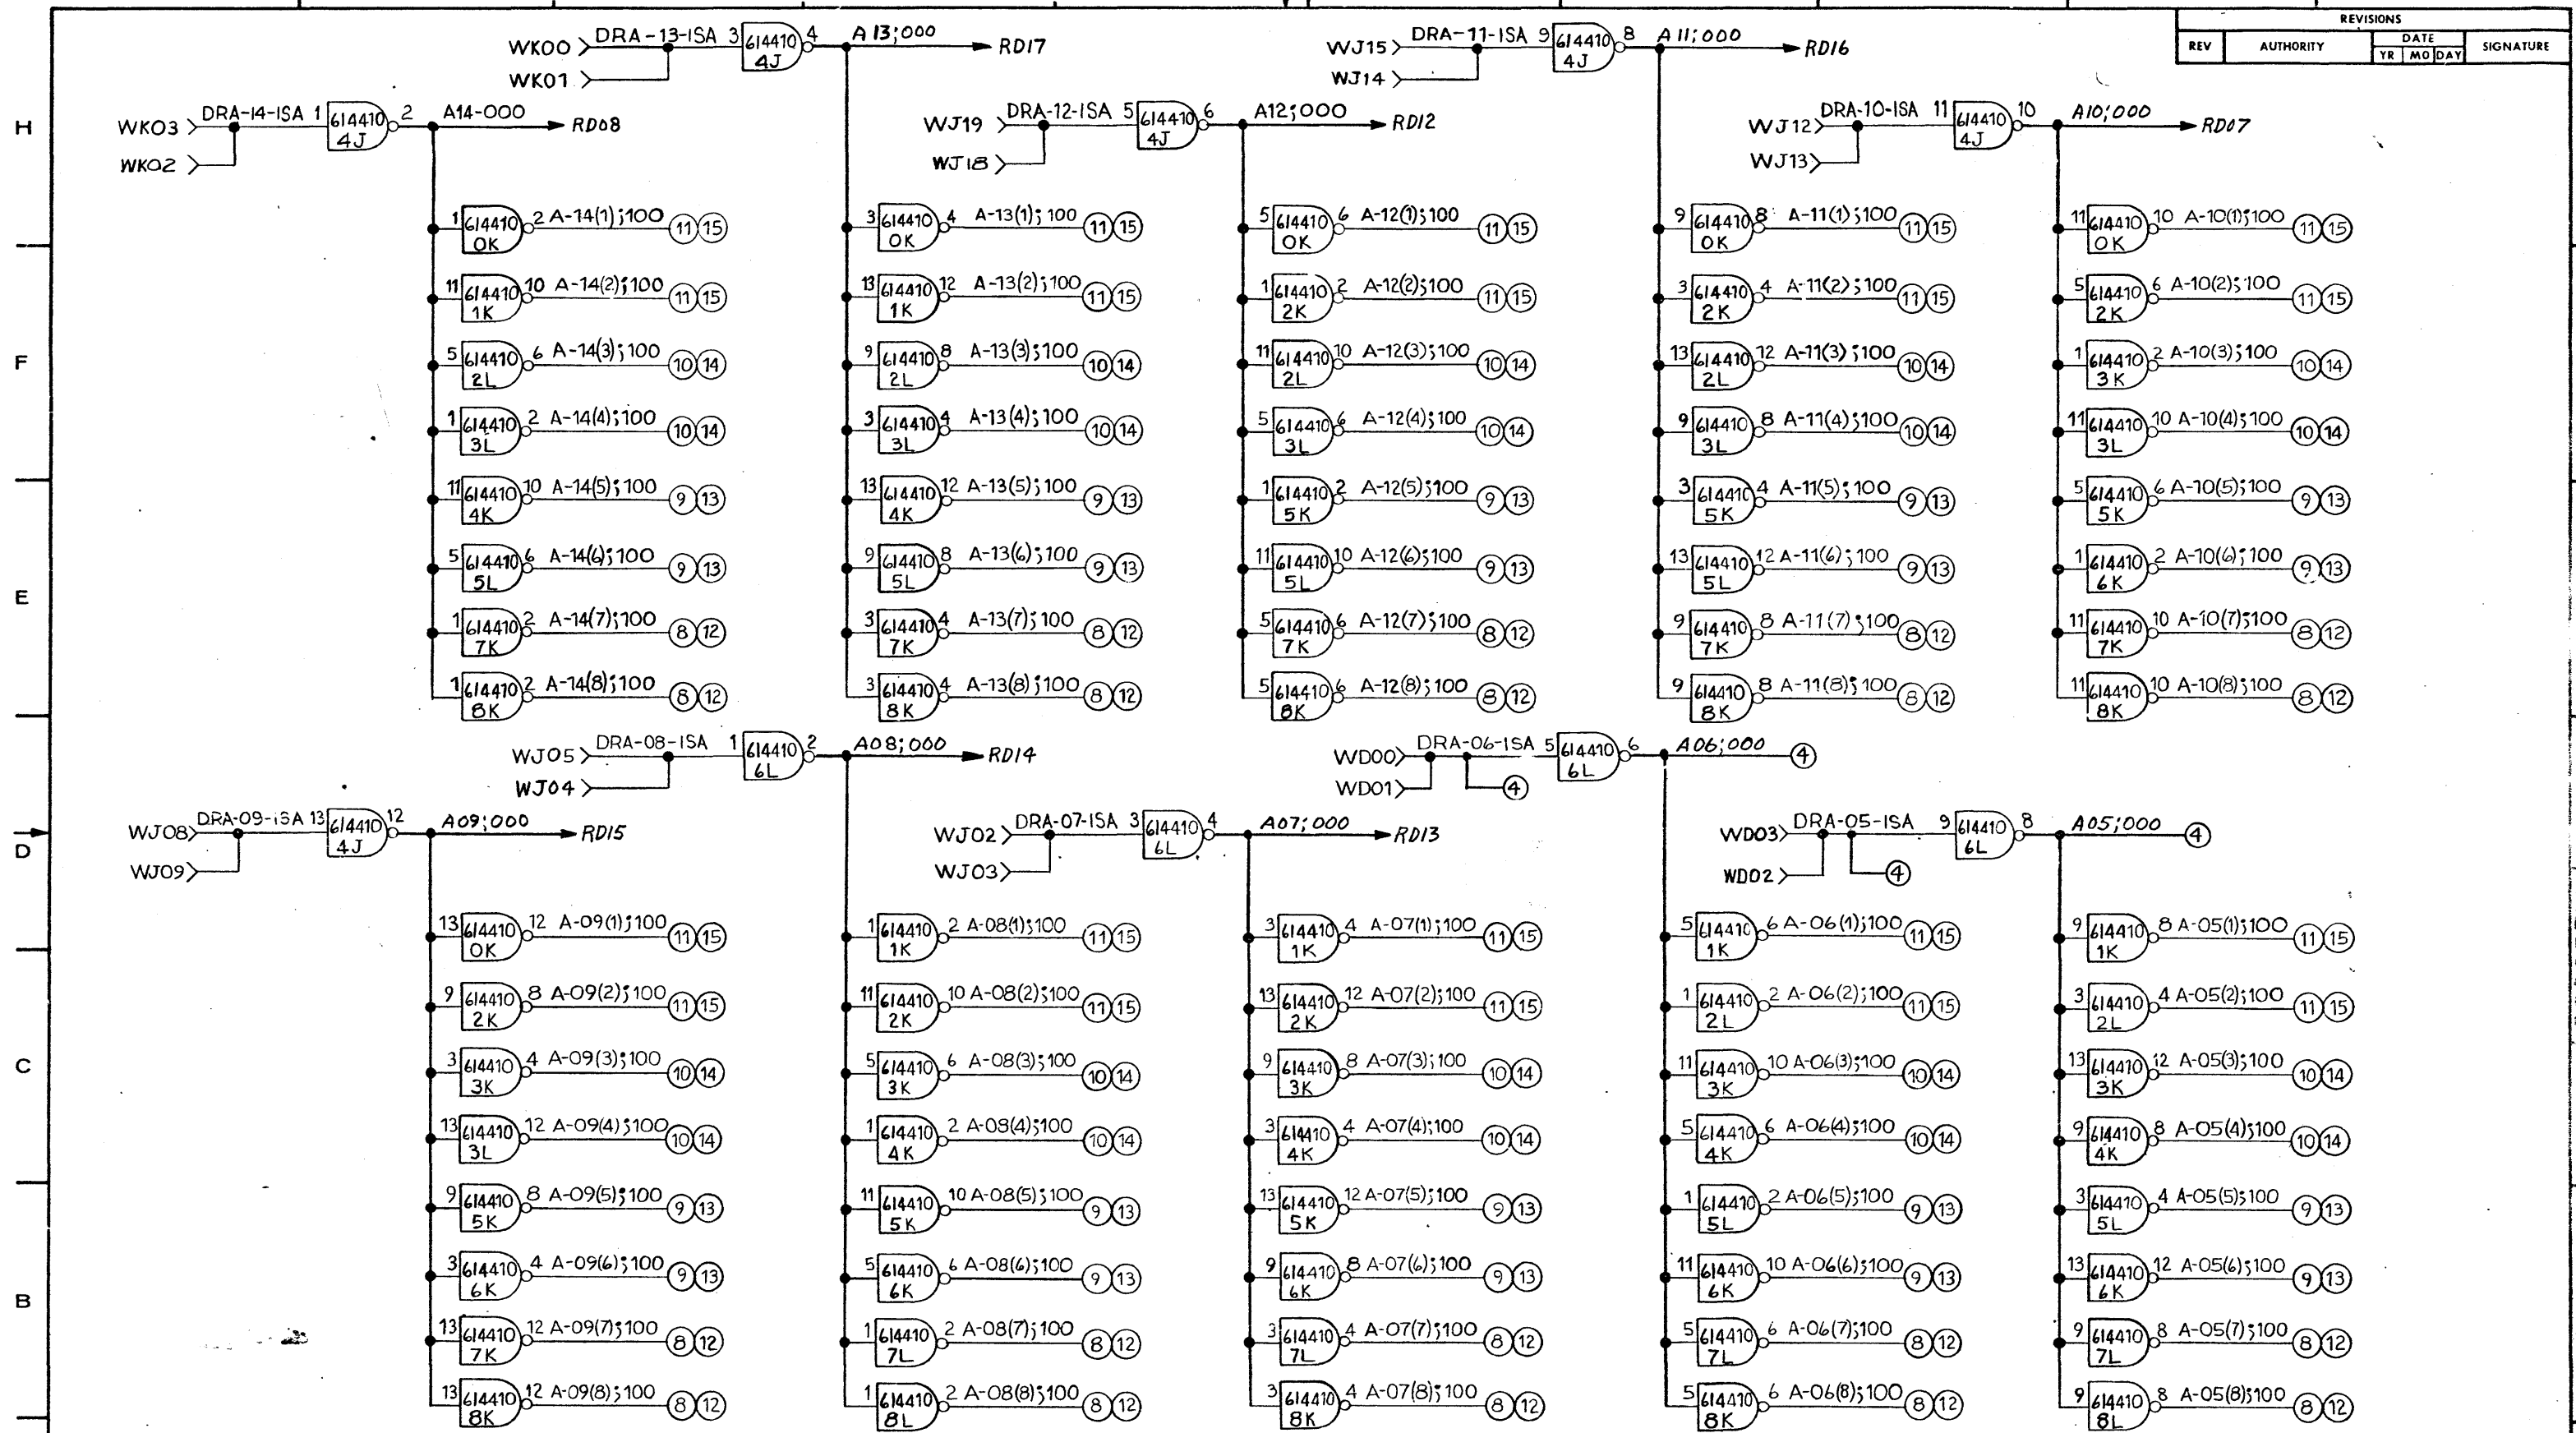 REVISIONS
REV AUTHORITY DATE YR MO DAY SIGNATURE
WK00 DRA-13-ISA 3 614410 4J 4 A13;000 RD17
WK01
WJ15 DRA-11-ISA 9 614410 4J 8 A11;000 RD16
WJ14
H
WK03 DRA-14-ISA 1 614410 4J 2 A14-000 RD08
WK02
WJ19 DRA-12-ISA 5 614410 4J 6 A12;000 RD12
WJ18
WJ12 DRA-10-ISA 11 614410 4J 10 A10;000 RD07
WJ13
1 614410 0K 2 A-14(1);100 11 15
3 614410 0K 4 A-13(1);100 11 15
5 614410 0K 6 A-12(1);100 11 15
9 614410 0K 8 A-11(1);100 11 15
11 614410 0K 10 A-10(1);100 11 15
11 614410 1K 10 A-14(2);100 11 15
13 614410 1K 12 A-13(2);100 11 15
1 614410 2K 2 A-12(2);100 11 15
3 614410 2K 4 A-11(2);100 11 15
5 614410 2K 6 A-10(2);100 11 15
F
5 614410 2L 6 A-14(3);100 10 14
9 614410 2L 8 A-13(3);100 10 14
11 614410 2L 10 A-12(3);100 10 14
13 614410 2L 12 A-11(3);100 10 14
1 614410 3K 2 A-10(3);100 10 14
1 614410 3L 2 A-14(4);100 10 14
3 614410 3L 4 A-13(4);100 10 14
5 614410 3L 6 A-12(4);100 10 14
9 614410 3L 8 A-11(4);100 10 14
11 614410 3L 10 A-10(4);100 10 14
11 614410 4K 10 A-14(5);100 9 13
13 614410 4K 12 A-13(5);100 9 13
1 614410 5K 2 A-12(5);100 9 13
3 614410 5K 4 A-11(5);100 9 13
5 614410 5K 6 A-10(5);100 9 13
E
5 614410 5L 6 A-14(6);100 9 13
9 614410 5L 8 A-13(6);100 9 13
11 614410 5L 10 A-12(6);100 9 13
13 614410 5L 12 A-11(6);100 9 13
1 614410 6K 2 A-10(6);100 9 13
1 614410 7K 2 A-14(7);100 8 12
3 614410 7K 4 A-13(7);100 8 12
5 614410 7K 6 A-12(7);100 8 12
9 614410 7K 8 A-11(7);100 8 12
11 614410 7K 10 A-10(7);100 8 12
1 614410 8K 2 A-14(8);100 8 12
3 614410 8K 4 A-13(8);100 8 12
5 614410 8K 6 A-12(8);100 8 12
9 614410 8K 8 A-11(8);100 8 12
11 614410 8K 10 A-10(8);100 8 12
WJ05 DRA-08-ISA 1 614410 6L 2 A08;000 RD14
WJ04
WD00 DRA-06-ISA 5 614410 6L 6 A06;000 4
WD01 4
D
WJ08 DRA-09-ISA 13 614410 4J 12 A09;000 RD15
WJ09
WJ02 DRA-07-ISA 3 614410 6L 4 A07;000 RD13
WJ03
WD03 DRA-05-ISA 9 614410 6L 8 A05;000 4
WD02 4
13 614410 0K 12 A-09(1);100 11 15
1 614410 1K 2 A-08(1);100 11 15
3 614410 1K 4 A-07(1);100 11 15
5 614410 1K 6 A-06(1);100 11 15
9 614410 1K 8 A-05(1);100 11 15
9 614410 2K 8 A-09(2);100 11 15
11 614410 2K 10 A-08(2);100 11 15
13 614410 2K 12 A-07(2);100 11 15
1 614410 2L 2 A-06(2);100 11 15
3 614410 2L 4 A-05(2);100 11 15
C
3 614410 3K 4 A-09(3);100 10 14
5 614410 3K 6 A-08(3);100 10 14
9 614410 3K 8 A-07(3);100 10 14
11 614410 3K 10 A-06(3);100 10 14
13 614410 3K 12 A-05(3);100 10 14
13 614410 3L 12 A-09(4);100 10 14
1 614410 4K 2 A-08(4);100 10 14
3 614410 4K 4 A-07(4);100 10 14
5 614410 4K 6 A-06(4);100 10 14
9 614410 4K 8 A-05(4);100 10 14
9 614410 5K 8 A-09(5);100 9 13
11 614410 5K 10 A-08(5);100 9 13
13 614410 5K 12 A-07(5);100 9 13
1 614410 5L 2 A-06(5);100 9 13
3 614410 5L 4 A-05(5);100 9 13
B
3 614410 6K 4 A-09(6);100 9 13
5 614410 6K 6 A-08(6);100 9 13
9 614410 6K 8 A-07(6);100 9 13
11 614410 6K 10 A-06(6);100 9 13
13 614410 6K 12 A-05(6);100 9 13
13 614410 7K 12 A-09(7);100 8 12
1 614410 7L 2 A-08(7);100 8 12
3 614410 7L 4 A-07(7);100 8 12
5 614410 7L 6 A-06(7);100 8 12
9 614410 7L 8 A-05(7);100 8 12
13 614410 8K 12 A-09(8);100 8 12
1 614410 8L 2 A-08(8);100 8 12
3 614410 8K 4 A-07(8);100 8 12
5 614410 8K 6 A-06(8);100 8 12
9 614410 8L 8 A-05(8);100 8 12